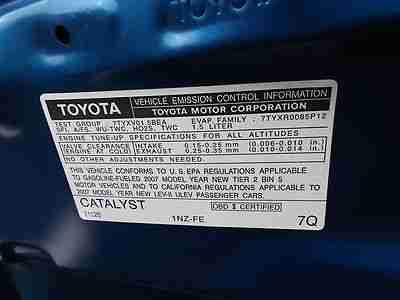 TOYOTA VEHICLE EMISSION CONTROL INFORMATION
TOYOTA MOTOR CORPORATION
TEST GROUP : 7TYXV01.5BEA EVAP. FAMILY : 7TYXR0085P12
SFI, A/FS, WU-TWC, HO2S, TWC 1.5 LITER
ENGINE TUNE-UP SPECIFICATIONS FOR ALL ALTITUDES
VALVE CLEARANCE INTAKE 0.15-0.25 mm (0.006-0.010 in.)
(ENGINE AT COLD) EXHAUST 0.25-0.35 mm (0.010-0.014 in.)
THIS VEHICLE CONFORMS TO U.S. EPA REGULATIONS APPLICABLE
TO GASOLINE-FUELED 2007 MODEL YEAR NEW TIER 2 BIN 5
MOTOR VEHICLES AND TO CALIFORNIA REGULATIONS APPLICABLE TO
2007 MODEL YEAR NEW LEV-II ULEV PASSENGER CARS.
CATALYST OBD II CERTIFIED
1NZ-FE 7Q